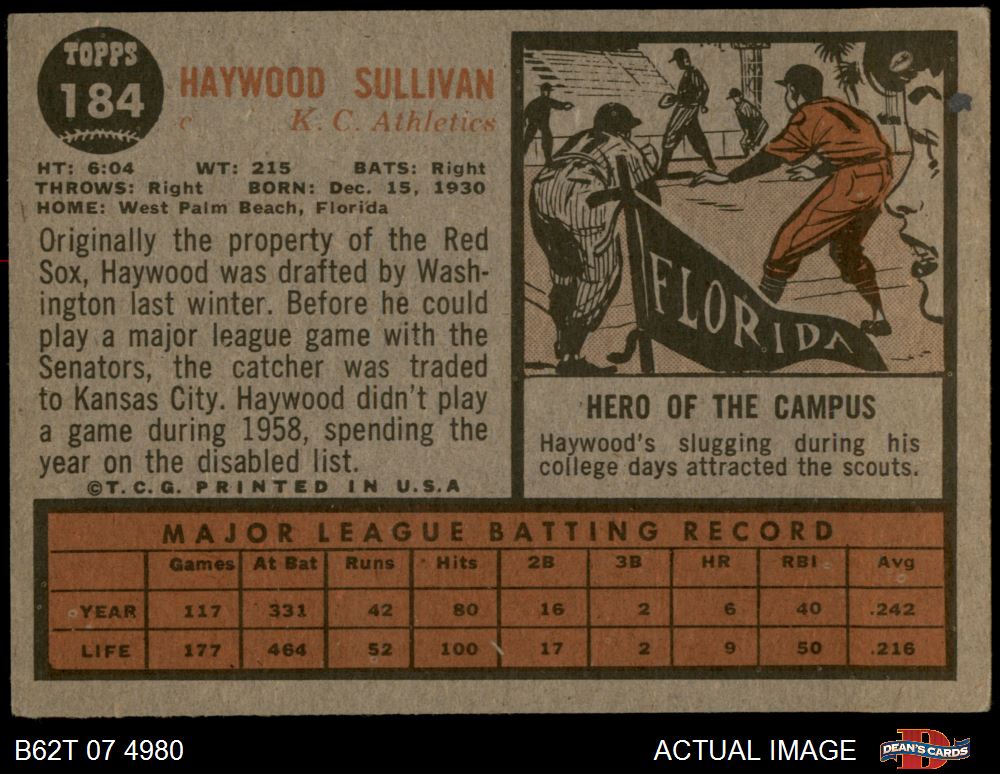 TOPPS
184
HAYWOOD SULLIVAN
c K. C. Athletics
HT: 6:04 WT: 215 BATS: Right
THROWS: Right BORN: Dec. 15, 1930
HOME: West Palm Beach, Florida
Originally the property of the Red
Sox, Haywood was drafted by Wash-
ington last winter. Before he could
play a major league game with the
Senators, the catcher was traded
to Kansas City. Haywood didn't play
a game during 1958, spending the
year on the disabled list.
©T.C.G. PRINTED IN U.S.A
FLORIDA
HERO OF THE CAMPUS
Haywood's slugging during his
college days attracted the scouts.
MAJOR LEAGUE BATTING RECORD
Games At Bat Runs Hits 2B 3B HR RBI Avg
YEAR 117 331 42 80 16 2 6 40 .242
LIFE 177 464 52 100 17 2 9 50 .216
B62T 07 4980
ACTUAL IMAGE
DEAN'S CARDS